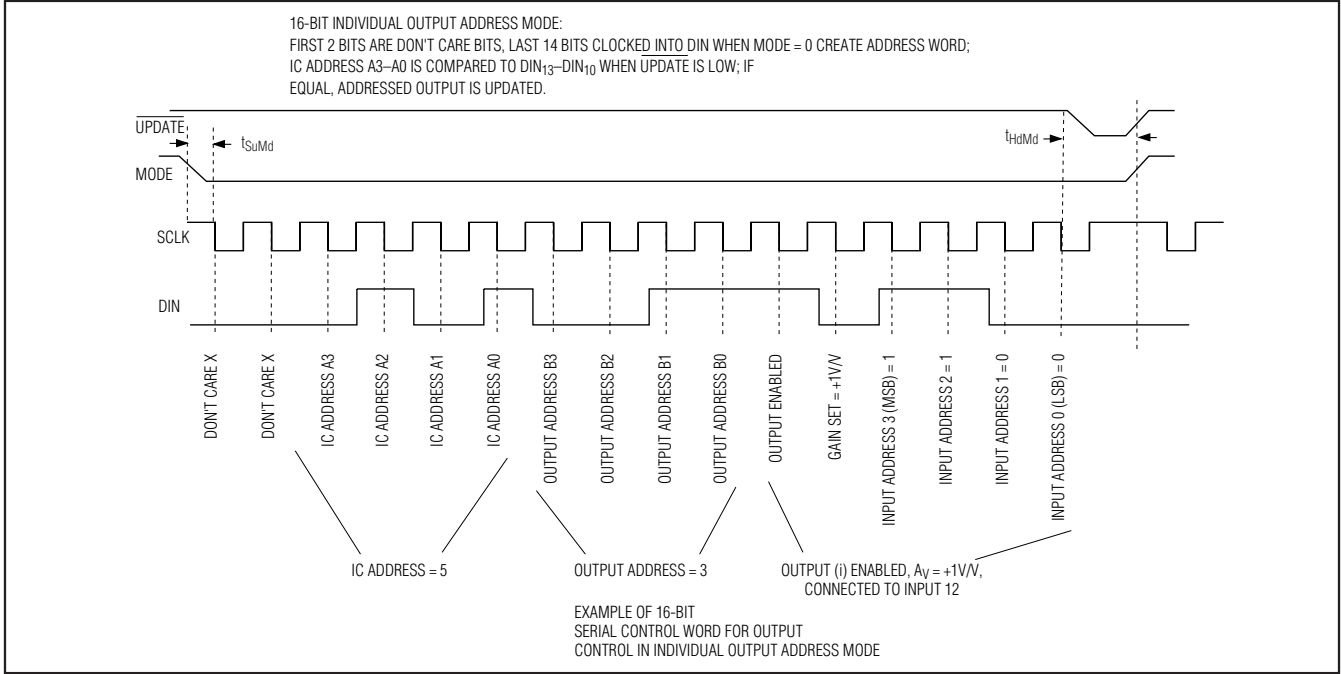 16-BIT INDIVIDUAL OUTPUT ADDRESS MODE:
FIRST 2 BITS ARE DON'T CARE BITS, LAST 14 BITS CLOCKED INTO DIN WHEN MODE = 0 CREATE ADDRESS WORD;
IC ADDRESS A3–A0 IS COMPARED TO DIN13–DIN10 WHEN UPDATE IS LOW; IF
EQUAL, ADDRESSED OUTPUT IS UPDATED.
UPDATE
tSuMd
tHdMd
MODE
SCLK
DIN
DON'T CARE X
DON'T CARE X
IC ADDRESS A3
IC ADDRESS A2
IC ADDRESS A1
IC ADDRESS A0
OUTPUT ADDRESS B3
OUTPUT ADDRESS B2
OUTPUT ADDRESS B1
OUTPUT ADDRESS B0
OUTPUT ENABLED
GAIN SET = +1V/V
INPUT ADDRESS 3 (MSB) = 1
INPUT ADDRESS 2 = 1
INPUT ADDRESS 1 = 0
INPUT ADDRESS 0 (LSB) = 0
IC ADDRESS = 5
OUTPUT ADDRESS = 3
OUTPUT (i) ENABLED, AV = +1V/V,
CONNECTED TO INPUT 12
EXAMPLE OF 16-BIT
SERIAL CONTROL WORD FOR OUTPUT
CONTROL IN INDIVIDUAL OUTPUT ADDRESS MODE